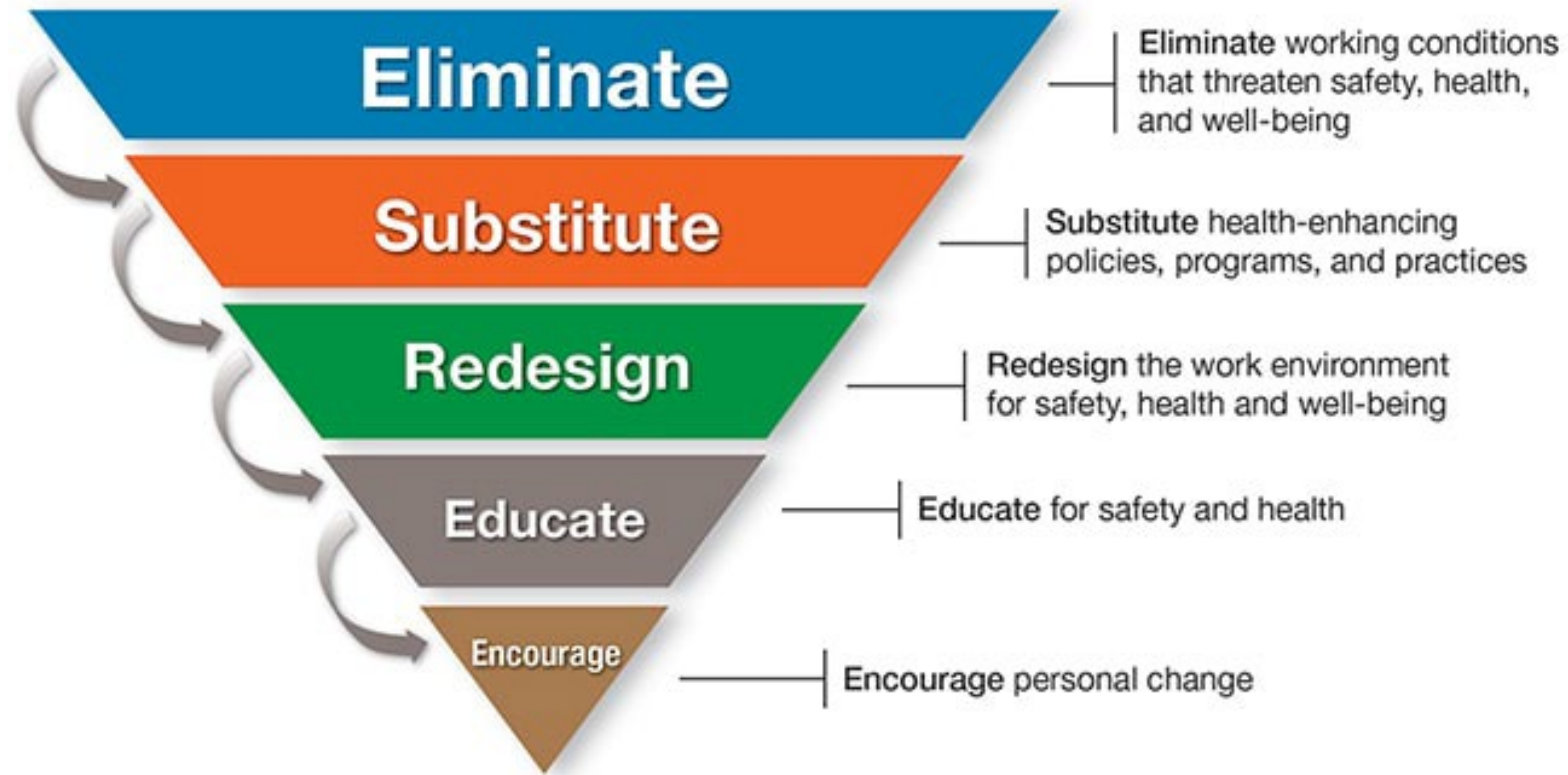 Eliminate
Eliminate working conditions
that threaten safety, health,
and well-being
Substitute
Substitute health-enhancing
policies, programs, and practices
Redesign
Redesign the work environment
for safety, health and well-being
Educate
Educate for safety and health
Encourage
Encourage personal change